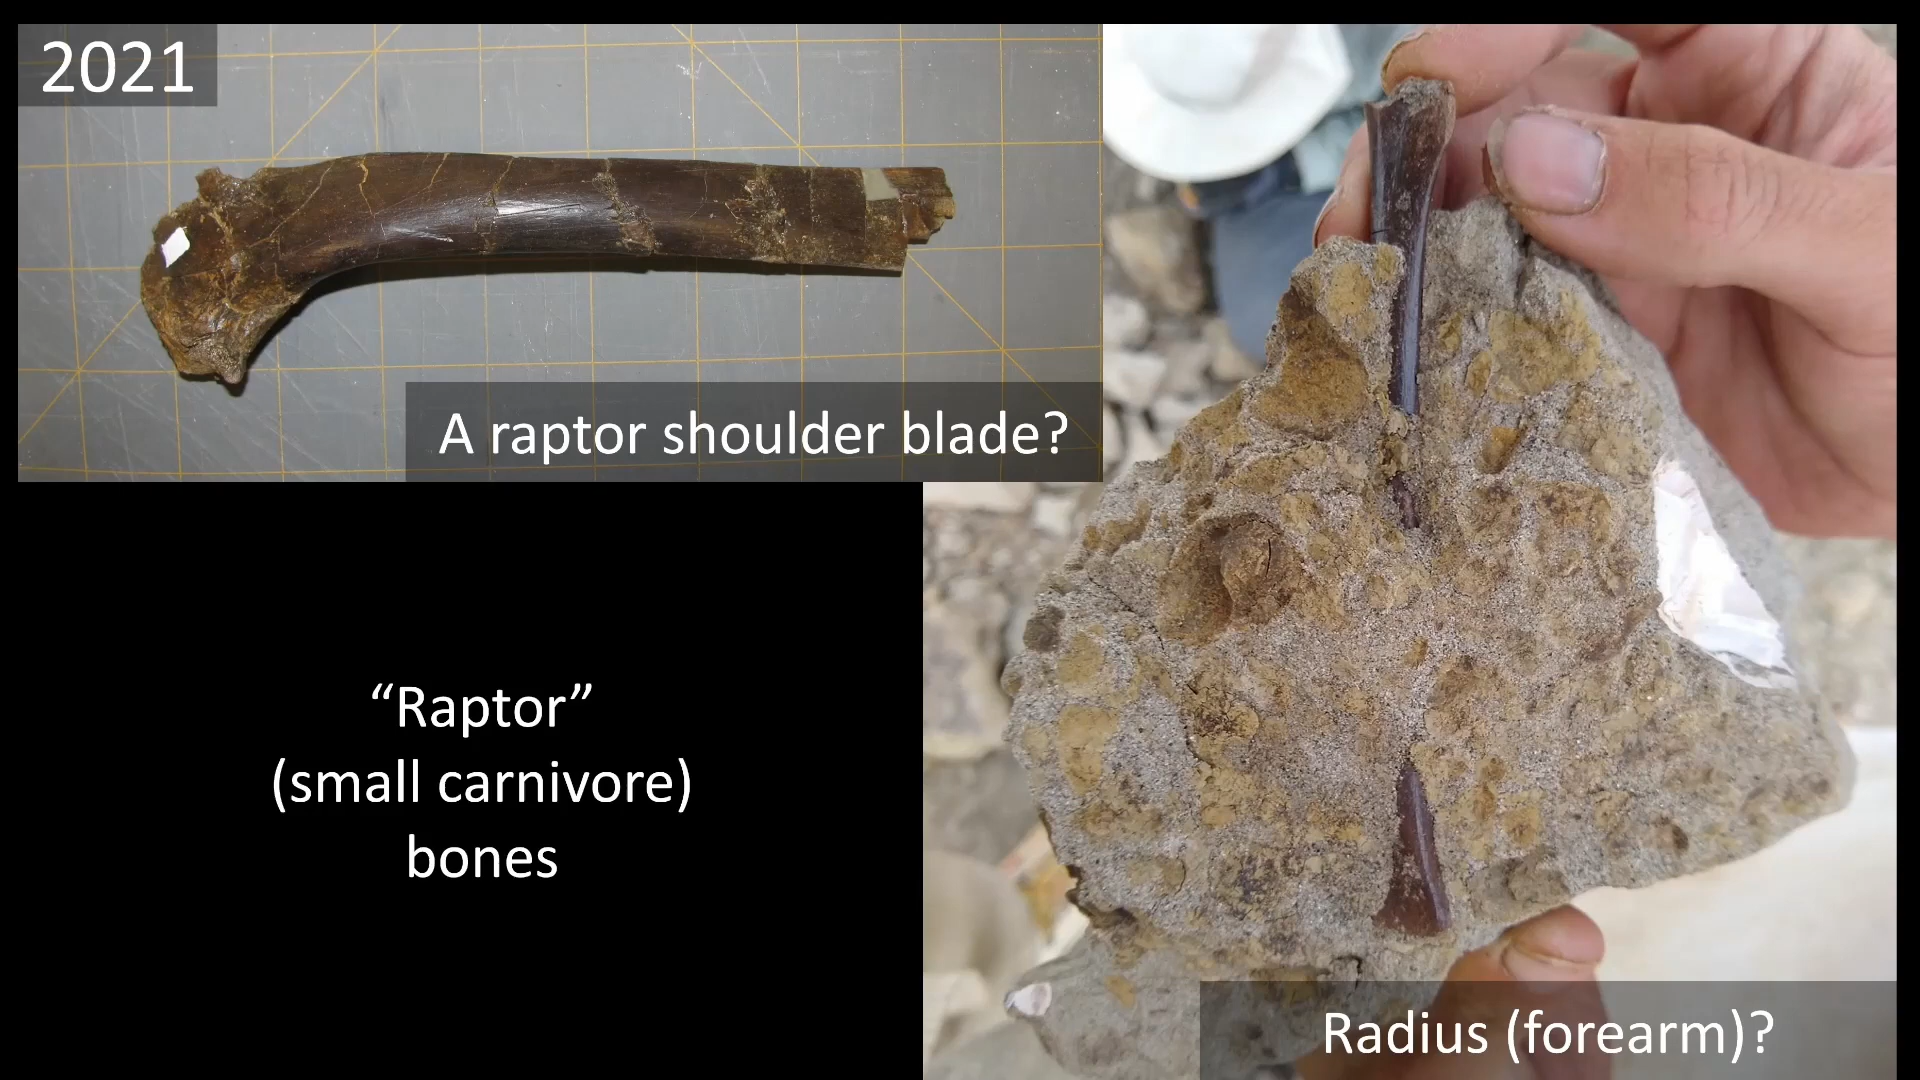 2021
A raptor shoulder blade?
“Raptor”
(small carnivore)
bones
Radius (forearm)?